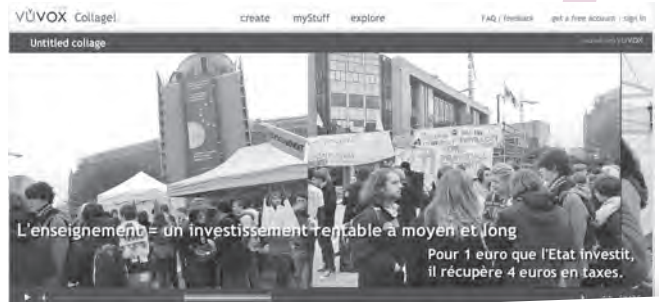 VUVOX Collage! create myStuff explore FAQ / feedback get a free account | sign in
Untitled collage
L'enseignement = un investissement rentable à moyen et long
Pour 1 euro que l'Etat investit,
il récupère 4 euros en taxes.